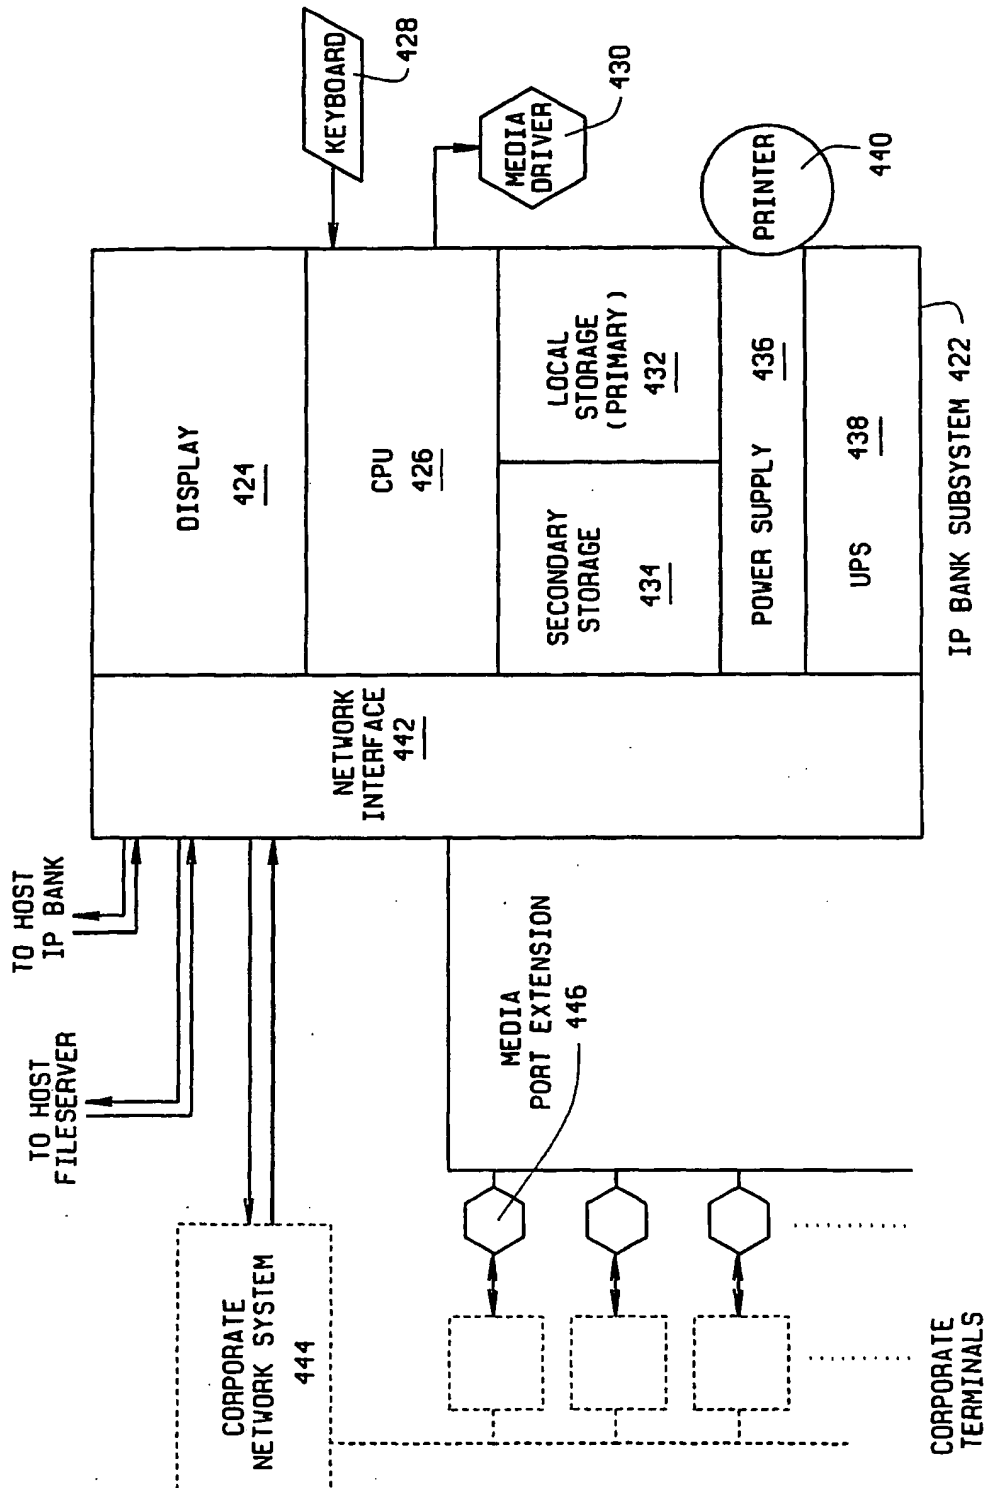 TO HOST
IP BANK
TO HOST
FILESERVER
CORPORATE
NETWORK SYSTEM
444
NETWORK
INTERFACE
442
DISPLAY
424
CPU
426
KEYBOARD
428
MEDIA
DRIVER
430
SECONDARY
STORAGE
434
LOCAL
STORAGE
(PRIMARY)
432
POWER SUPPLY 436
UPS 438
PRINTER
440
MEDIA
PORT EXTENSION
446
CORPORATE
TERMINALS
IP BANK SUBSYSTEM 422